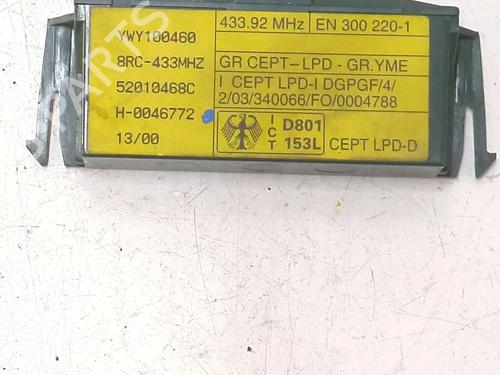 YWY100460
8RC-433MHZ
52010468C
H-0046772
13/00
433.92 MHz
EN 300 220-1
GR CEPT-LPD - GR.YME
I CEPT LPD-I DGPGF/4/
2/03/340066/FO/0004788
I C T
D801
153L
CEPT LPD-D